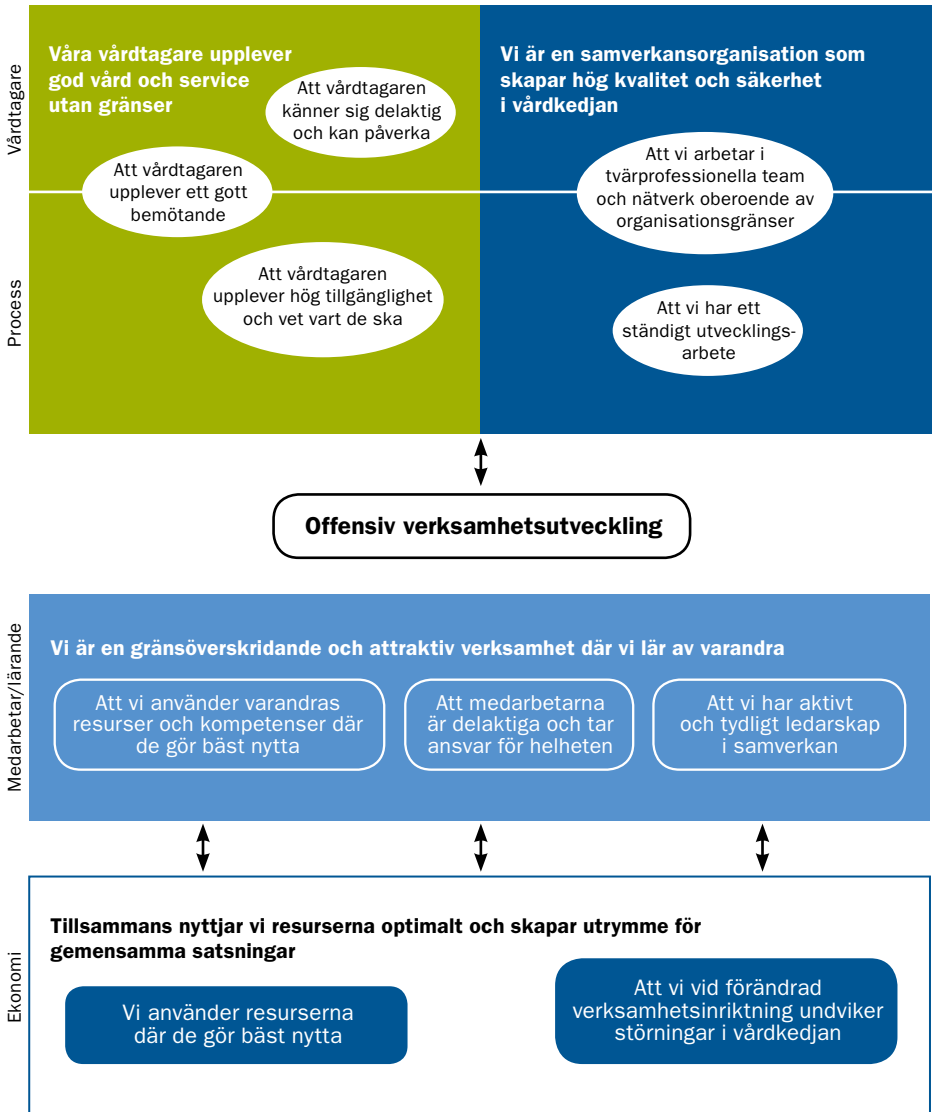 Vårdtagare
Våra vårdtagare upplever
god vård och service
utan gränser
Att vårdtagaren
känner sig delaktig
och kan påverka
Att vårdtagaren
upplever ett gott
bemötande
Vi är en samverkansorganisation som
skapar hög kvalitet och säkerhet
i vårdkedjan
Att vi arbetar i
tvärprofessionella team
och nätverk oberoende av
organisationsgränser
Process
Att vårdtagaren
upplever hög tillgänglighet
och vet vart de ska
Att vi har ett
ständigt utvecklings-
arbete
Offensiv verksamhetsutveckling
Medarbetar/lärande
Vi är en gränsöverskridande och attraktiv verksamhet där vi lär av varandra
Att vi använder varandras
resurser och kompetenser där
de gör bäst nytta
Att medarbetarna
är delaktiga och tar
ansvar för helheten
Att vi har aktivt
och tydligt ledarskap
i samverkan
Ekonomi
Tillsammans nyttjar vi resurserna optimalt och skapar utrymme för
gemensamma satsningar
Vi använder resurserna
där de gör bäst nytta
Att vi vid förändrad
verksamhetsinriktning undviker
störningar i vårdkedjan